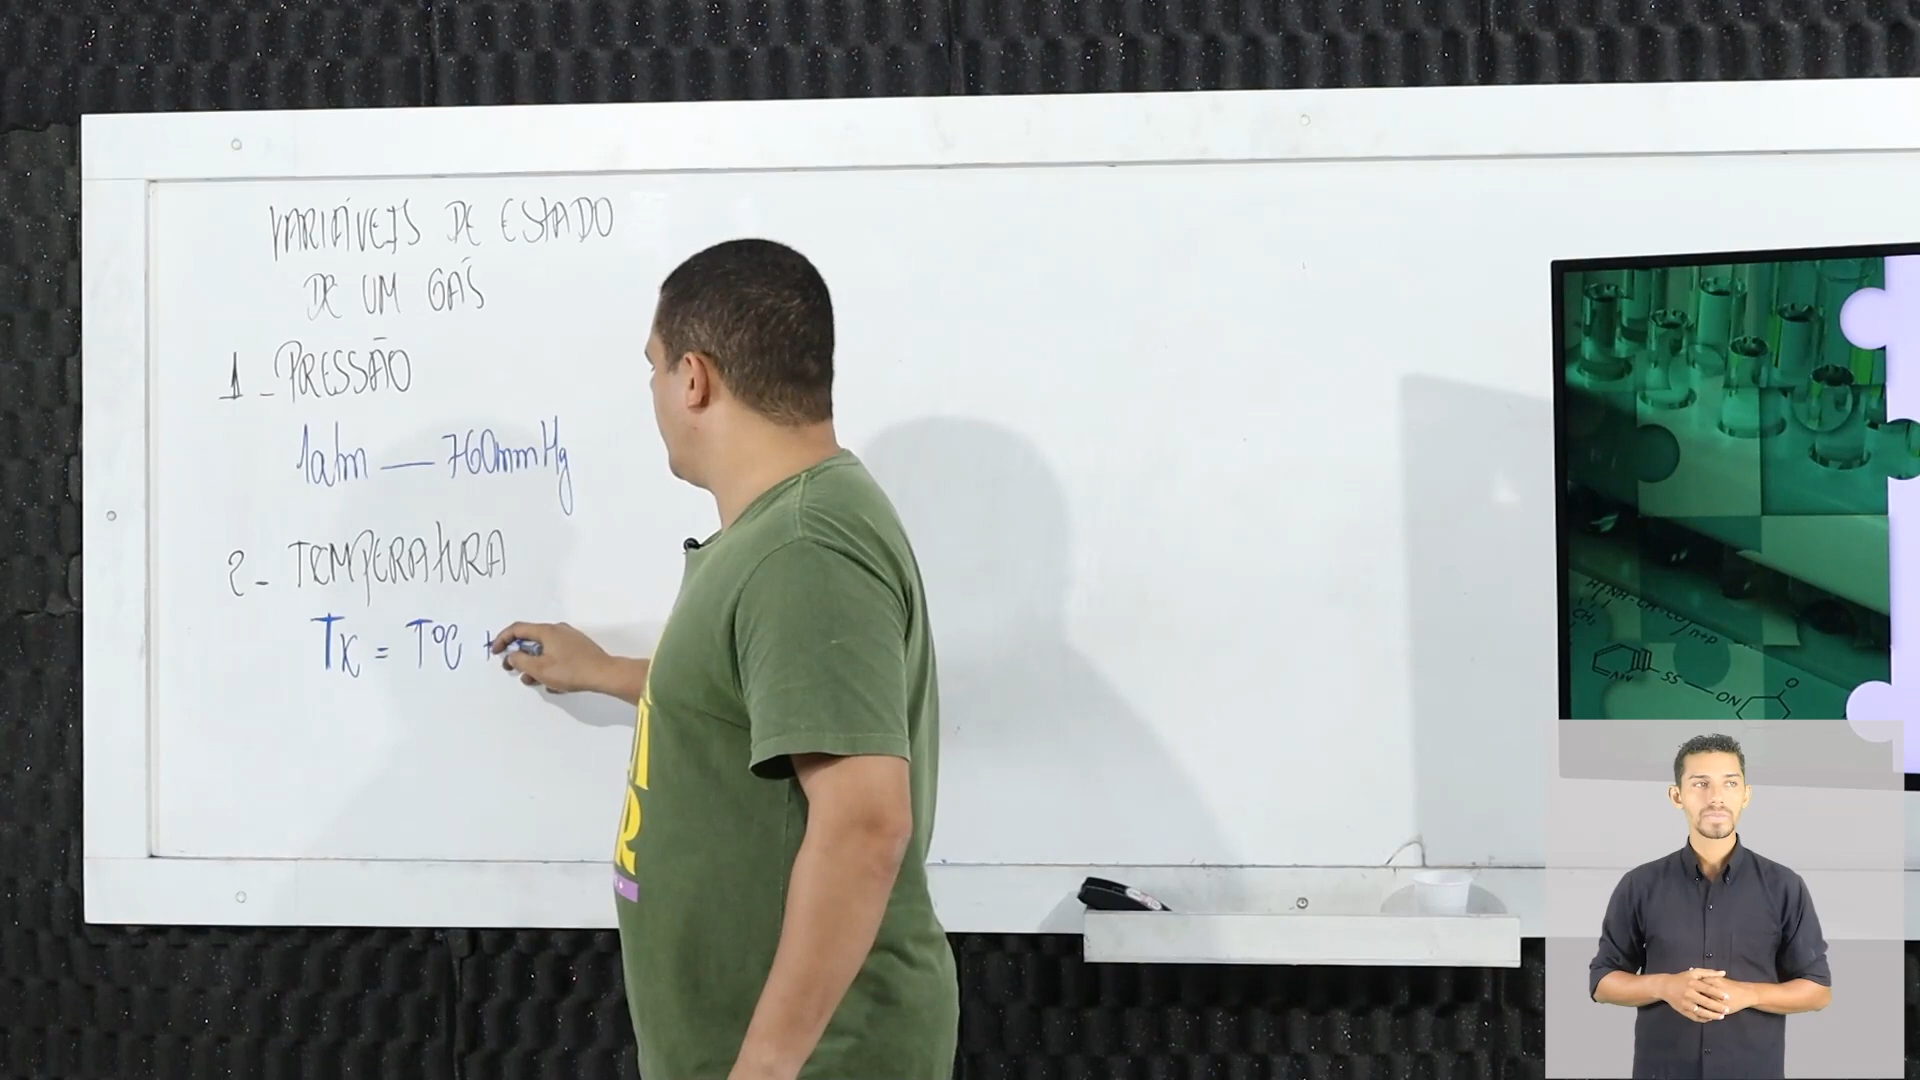 VARIÁVEIS DE ESTADO
DE UM GÁS
1 - PRESSÃO
1atm — 760mmHg
2 - TEMPERATURA
TK = T°C +